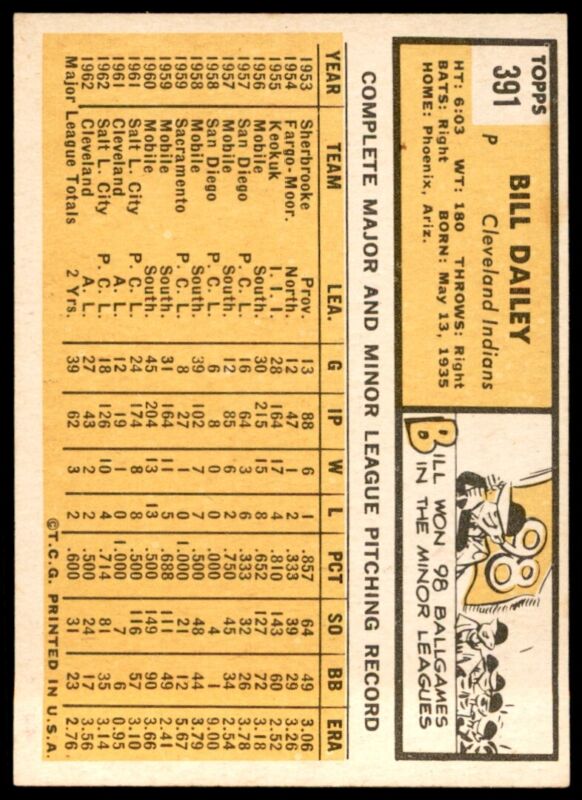 TOPPS
391
P
BILL DAILEY
Cleveland Indians
HT: 6:03 WT: 180 THROWS: Right
BATS: Right BORN: May 13, 1935
HOME: Phoenix, Ariz.
98
BILL WON 98 BALLGAMES
IN THE MINOR LEAGUES
COMPLETE MAJOR AND MINOR LEAGUE PITCHING RECORD
YEAR TEAM LEA. G IP W L PCT SO BB ERA
1953 Sherbrooke Prov. 13 88 6 1 .857 64 49 3.06
1954 Fargo-Moor. North. 12 47 1 2 .333 39 29 3.26
1955 Keokuk I. I. I. 28 164 17 4 .810 143 60 2.52
1956 Mobile South. 30 215 15 8 .652 127 72 3.18
1957 San Diego P. C. L. 16 64 3 6 .333 32 26 3.78
1957 Mobile South. 12 85 6 2 .750 45 34 2.66
1958 San Diego P. C. L. 6 8 0 0 .000 4 1 9.00
1958 Mobile South. 39 102 7 7 .500 48 44 3.79
1959 Sacramento P. C. L. 8 27 1 0 1.000 21 12 5.67
1959 Mobile South. 31 164 11 5 .688 111 49 2.41
1960 Mobile South. 45 204 13 13 .500 149 90 3.66
1961 Salt L. City P. C. L. 24 174 8 8 .500 116 57 3.10
1961 Cleveland A. L. 12 19 1 0 1.000 7 6 0.95
1962 Salt L. City P. C. L. 18 126 10 4 .714 81 35 3.14
1962 Cleveland A. L. 27 43 2 2 .500 24 17 3.56
Major League Totals 2 Yrs. 39 62 3 2 .600 31 23 2.76
©T.C.G. PRINTED IN U.S.A.